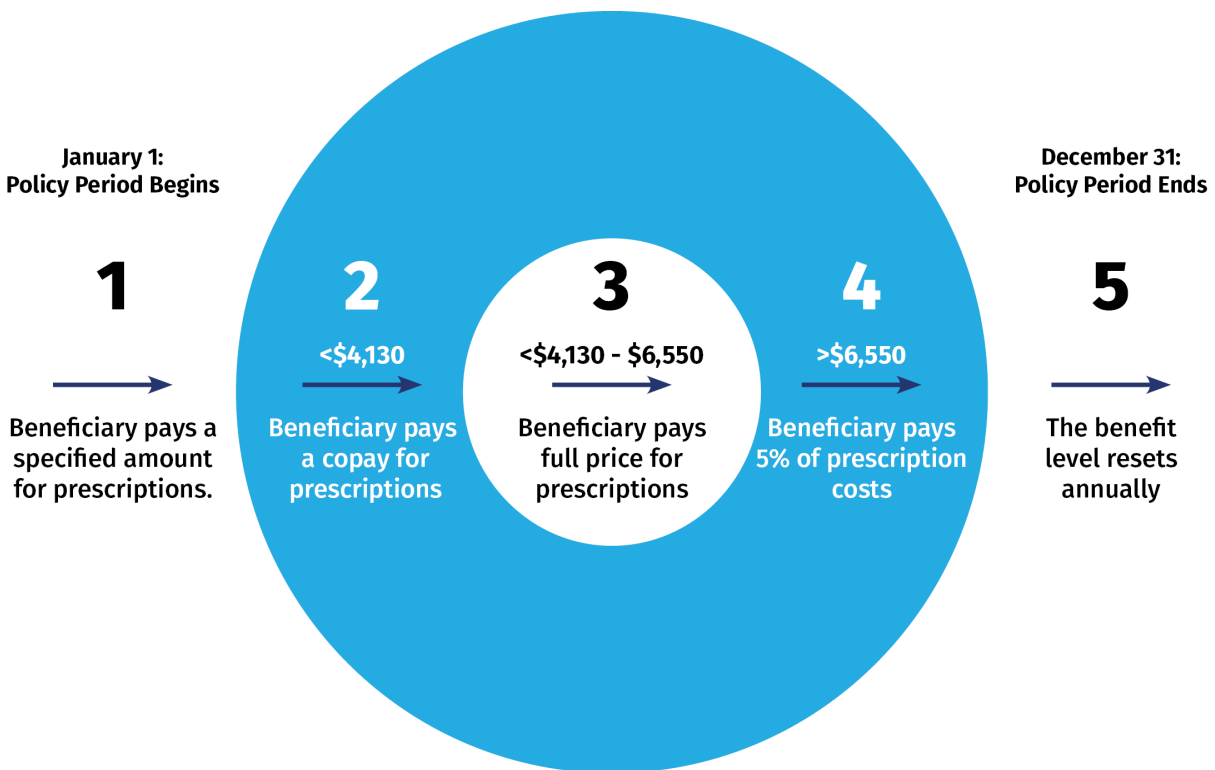 January 1:
Policy Period Begins
1
Beneficiary pays a
specified amount
for prescriptions.
2
<$4,130
Beneficiary pays
a copay for
prescriptions
3
<$4,130 - $6,550
Beneficiary pays
full price for
prescriptions
4
>$6,550
Beneficiary pays
5% of prescription
costs
December 31:
Policy Period Ends
5
The benefit
level resets
annually